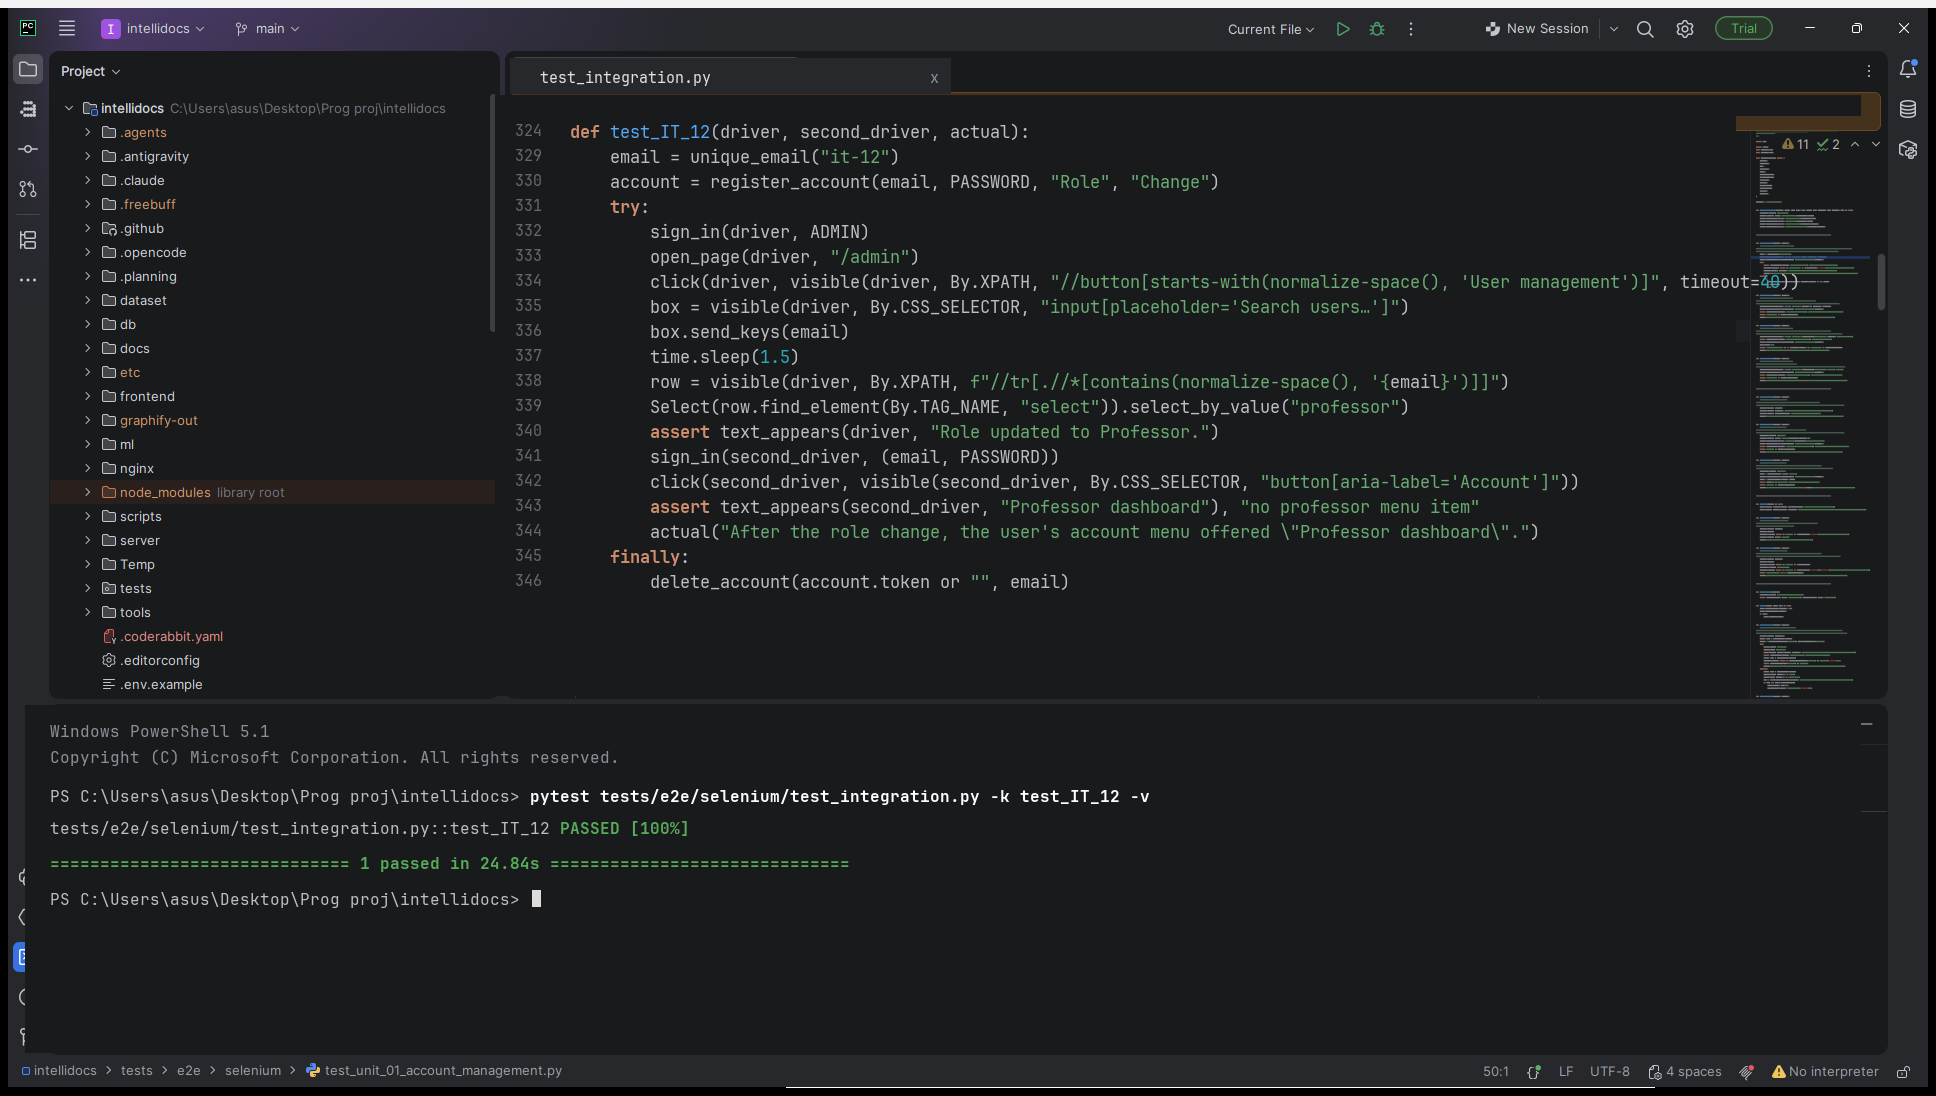 PC
I intellidocs
main
Current File
New Session
Trial
Project
intellidocs C:\Users\asus\Desktop\Prog proj\intellidocs
.agents
.antigravity
.claude
.freebuff
.github
.opencode
.planning
dataset
db
docs
etc
frontend
graphify-out
ml
nginx
node_modules library root
scripts
server
Temp
tests
tools
.coderabbit.yaml
.editorconfig
.env.example
test_integration.py x
11 2
324 def test_IT_12(driver, second_driver, actual):
329     email = unique_email("it-12")
330     account = register_account(email, PASSWORD, "Role", "Change")
331     try:
332         sign_in(driver, ADMIN)
333         open_page(driver, "/admin")
334         click(driver, visible(driver, By.XPATH, "//button[starts-with(normalize-space(), 'User management')]", timeout=40))
335         box = visible(driver, By.CSS_SELECTOR, "input[placeholder='Search users…']")
336         box.send_keys(email)
337         time.sleep(1.5)
338         row = visible(driver, By.XPATH, f"//tr[.//*[contains(normalize-space(), '{email}')]]")
339         Select(row.find_element(By.TAG_NAME, "select")).select_by_value("professor")
340         assert text_appears(driver, "Role updated to Professor.")
341         sign_in(second_driver, (email, PASSWORD))
342         click(second_driver, visible(second_driver, By.CSS_SELECTOR, "button[aria-label='Account']"))
343         assert text_appears(second_driver, "Professor dashboard"), "no professor menu item"
344         actual("After the role change, the user's account menu offered \"Professor dashboard\".")
345     finally:
346         delete_account(account.token or "", email)
Windows PowerShell 5.1
Copyright (C) Microsoft Corporation. All rights reserved.
PS C:\Users\asus\Desktop\Prog proj\intellidocs> pytest tests/e2e/selenium/test_integration.py -k test_IT_12 -v
tests/e2e/selenium/test_integration.py::test_IT_12 PASSED [100%]
============================== 1 passed in 24.84s ==============================
PS C:\Users\asus\Desktop\Prog proj\intellidocs>
intellidocs > tests > e2e > selenium > test_unit_01_account_management.py
50:1 LF UTF-8 4 spaces No interpreter